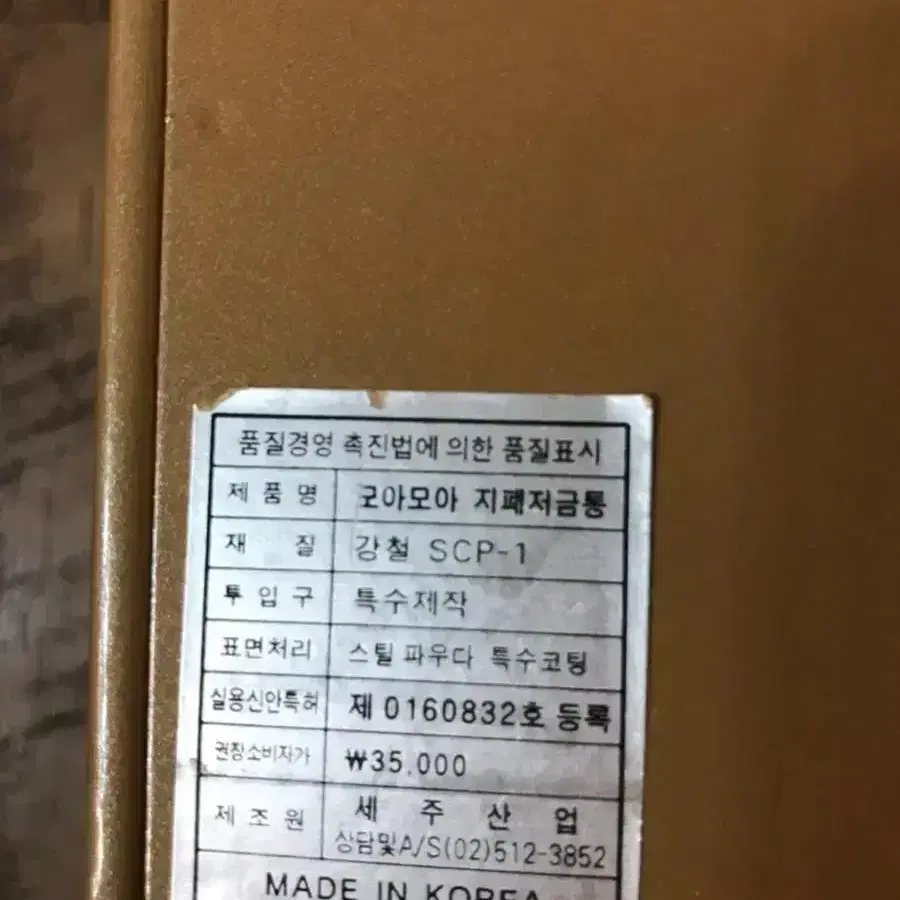 품질경영 촉진법에 의한 품질표시
제품명 모아모아 지폐저금통
재 질 강철 SCP-1
투입구 특수제작
표면처리 스틸 파우다 특수코팅
실용신안특허 제 0160832호 등록
권장소비자가 ₩35,000
제조원 세주산업
상담및A/S(02)512-3852
MADE IN KOREA